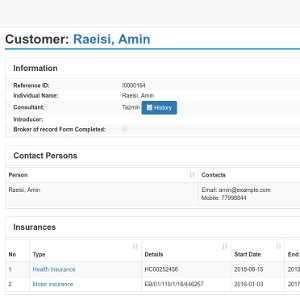 Customer: Raeisi, Amin
Information
Reference ID: I0000164
Individual Name: Raeisi, Amin
Consultant: Tazmin History
Introducer:
Broker of record Form Completed:
Contact Persons
Person Contacts
Raeisi, Amin Email: amin@example.com
Mobile: 77998844
Insurances
No Type Details Start Date End
1 Health Insurance HC00252456 2018-08-15 2019
2 Motor insurance EB/01/110/1/16/446257 2016-01-03 2017